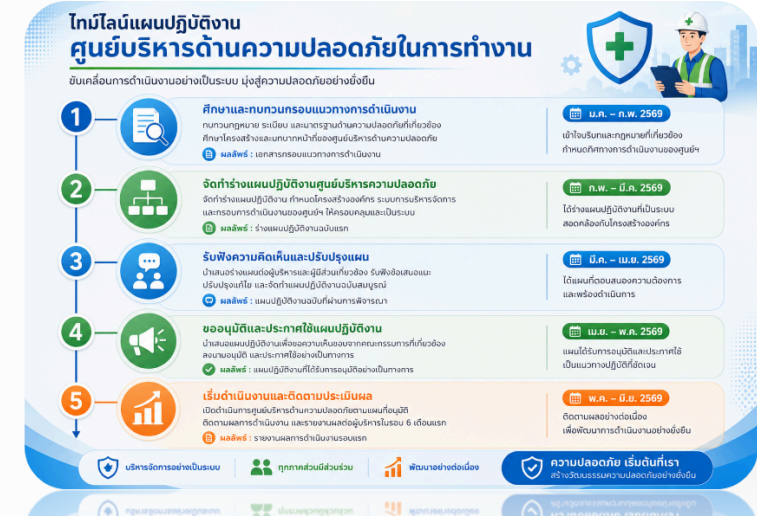 ไทม์ไลน์แผนปฏิบัติงาน
ศูนย์บริหารด้านความปลอดภัยในการทำงาน
ขับเคลื่อนการดำเนินงานอย่างเป็นระบบ มุ่งสู่ความปลอดภัยอย่างยั่งยืน
1
ศึกษาและทบทวนกรอบแนวทางการดำเนินงาน
ทบทวนกฎหมาย ระเบียบ และมาตรฐานด้านความปลอดภัยที่เกี่ยวข้อง
ศึกษาโครงสร้างและบทบาทหน้าที่ของศูนย์บริหารด้านความปลอดภัย
ผลลัพธ์ : เอกสารกรอบแนวทางการดำเนินงาน
ม.ค. – ก.พ. 2569
เข้าใจบริบทและกฎหมายที่เกี่ยวข้อง
กำหนดทิศทางการดำเนินงานของศูนย์ฯ
2
จัดทำร่างแผนปฏิบัติงานศูนย์บริหารความปลอดภัย
จัดทำร่างแผนปฏิบัติงาน กำหนดโครงสร้างองค์กร ระบบการบริหารจัดการ
และกรอบการดำเนินงานของศูนย์ฯ ให้ครอบคลุมและเป็นระบบ
ผลลัพธ์ : ร่างแผนปฏิบัติงานฉบับแรก
ก.พ. – มี.ค. 2569
ได้ร่างแผนปฏิบัติงานที่เป็นระบบ
สอดคล้องกับโครงสร้างองค์กร
3
รับฟังความคิดเห็นและปรับปรุงแผน
นำเสนอร่างแผนต่อผู้บริหารและผู้มีส่วนเกี่ยวข้อง รับฟังข้อเสนอแนะ
ปรับปรุงแก้ไข และจัดทำแผนปฏิบัติงานฉบับสมบูรณ์
ผลลัพธ์ : แผนปฏิบัติงานฉบับที่ผ่านการพิจารณา
มี.ค. – เม.ย. 2569
ได้แผนที่ตอบสนองความต้องการ
และพร้องดำเนินการ
4
ขออนุมัติและประกาศใช้แผนปฏิบัติงาน
นำเสนอแผนปฏิบัติงานเพื่อขอความเห็นชอบจากคณะกรรมการที่เกี่ยวข้อง
ลงนามอนุมัติ และประกาศใช้อย่างเป็นทางการ
ผลลัพธ์ : แผนปฏิบัติงานที่ได้รับการอนุมัติอย่างเป็นทางการ
เม.ย. – พ.ค. 2569
แผนได้รับการอนุมัติและประกาศใช้
เป็นแนวทางปฏิบัติที่ชัดเจน
5
เริ่มดำเนินงานและติดตามประเมินผล
เปิดดำเนินการศูนย์บริหารด้านความปลอดภัยตามแผนที่อนุมัติ
ติดตามผลการดำเนินงาน และรายงานผลต่อผู้บริหารในรอบ 6 เดือนแรก
ผลลัพธ์ : รายงานผลการดำเนินงานรอบแรก
พ.ค. – มิ.ย. 2569
ติดตามผลอย่างต่อเนื่อง
เพื่อพัฒนาการดำเนินงานอย่างยั่งยืน
บริหารจัดการอย่างเป็นระบบ
ทุกภาคส่วนมีส่วนร่วม
พัฒนาอย่างต่อเนื่อง
ความปลอดภัย เริ่มต้นที่เรา
สร้างวัฒนธรรมความปลอดภัยอย่างยั่งยืน